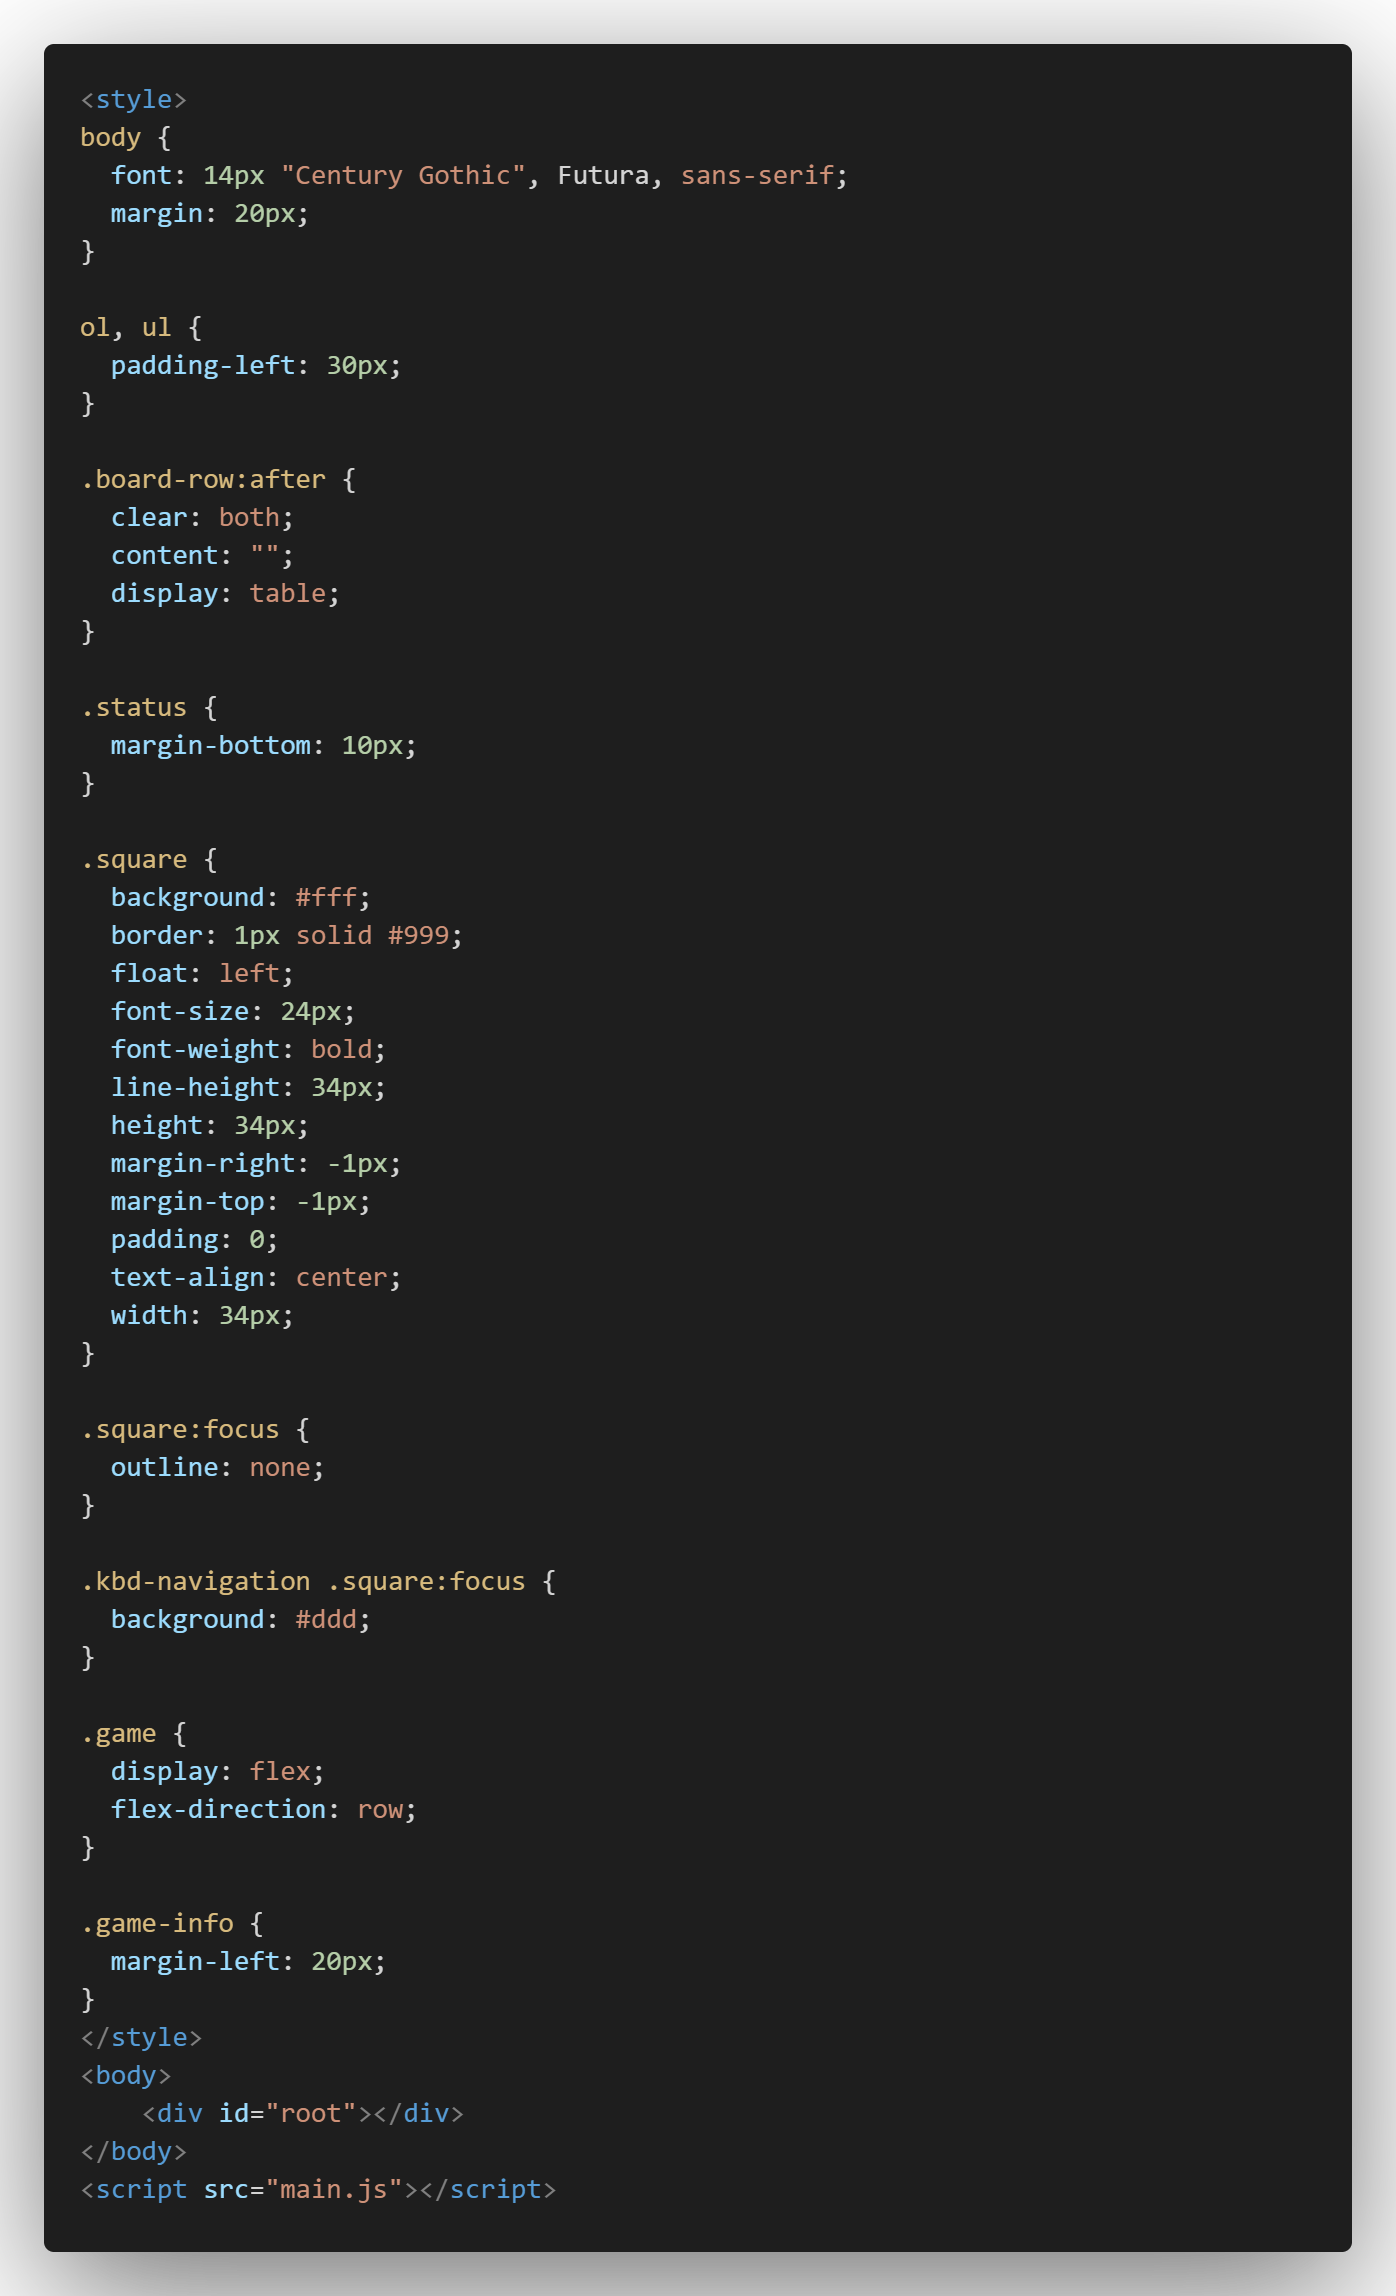 <style>
body {
  font: 14px "Century Gothic", Futura, sans-serif;
  margin: 20px;
}

ol, ul {
  padding-left: 30px;
}

.board-row:after {
  clear: both;
  content: "";
  display: table;
}

.status {
  margin-bottom: 10px;
}

.square {
  background: #fff;
  border: 1px solid #999;
  float: left;
  font-size: 24px;
  font-weight: bold;
  line-height: 34px;
  height: 34px;
  margin-right: -1px;
  margin-top: -1px;
  padding: 0;
  text-align: center;
  width: 34px;
}

.square:focus {
  outline: none;
}

.kbd-navigation .square:focus {
  background: #ddd;
}

.game {
  display: flex;
  flex-direction: row;
}

.game-info {
  margin-left: 20px;
}
</style>
<body>
    <div id="root"></div>
</body>
<script src="main.js"></script>